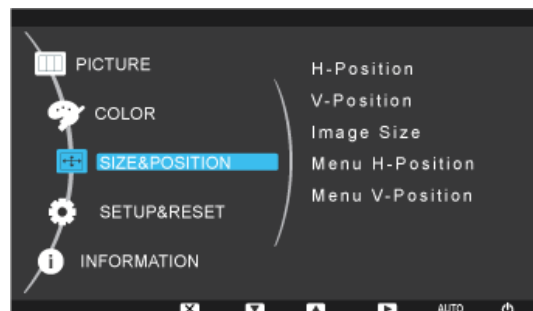 PICTURE
COLOR
SIZE&POSITION
SETUP&RESET
INFORMATION
H-Position
V-Position
Image Size
Menu H-Position
Menu V-Position
AUTO